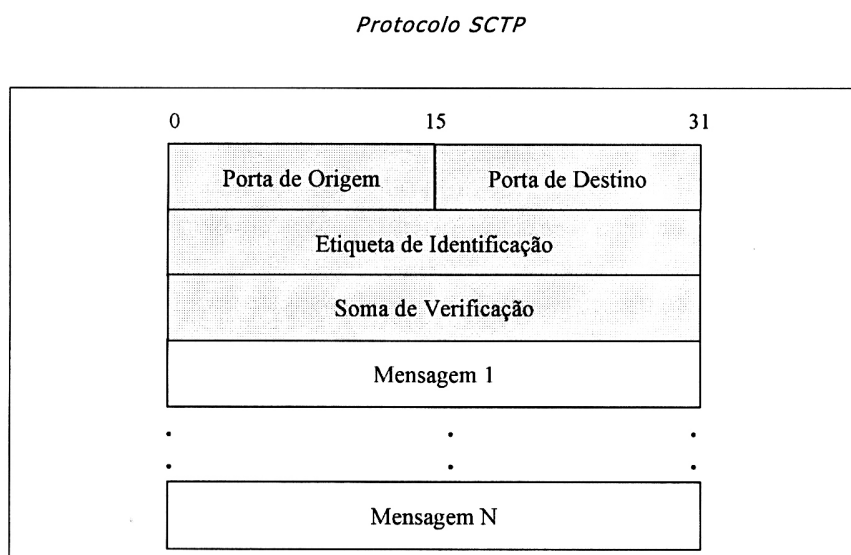 Protocolo SCTP
0 15 31
Porta de Origem Porta de Destino
Etiqueta de Identificação
Soma de Verificação
Mensagem 1
Mensagem N